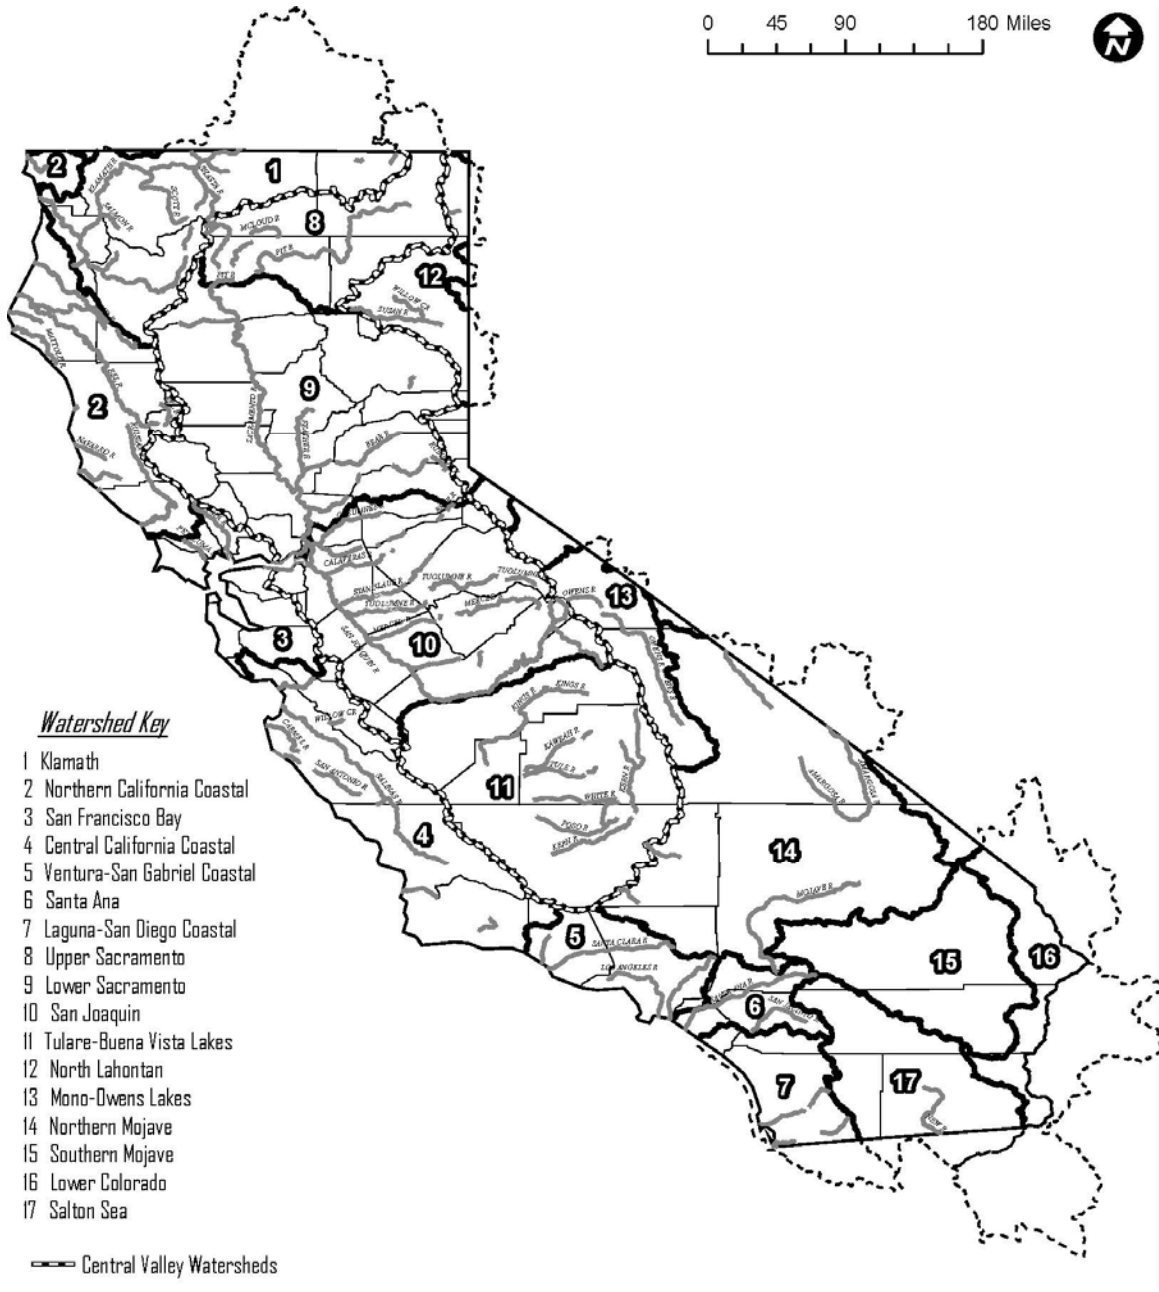 0 45 90 180 Miles
N
2
1
KLAMATH R
SHASTA R
SCOTT R
SALMON R
8
MCLOUD R
PIT R
PIT R
12
WILLOW CR
SUSAN R
MATTOLE R
EEL R
2
9
SACRAMENTO R
FEATHER R
BEAR R
NAVARRO R
CALAVERAS R
STANISLAUS R
TUOLUMNE R
TUOLUMNE R
MERCED R
MERCED R
SAN JOAQUIN R
10
OWENS R
13
3
KINGS R
KINGS R
WILLOW CR
CARMEL R
SAN ANTONIO R
SALINAS R
KAWEAH R
TULE R
11
WHITE R
KERN R
POSO R
KERN R
AMARGOSA R
AMARGOSA R
4
14
MOJAVE R
5
SANTA CLARA R
LOS ANGELES R
15
16
SANTA ANA R
6
7
17
NEW R
Watershed Key
1 Klamath
2 Northern California Coastal
3 San Francisco Bay
4 Central California Coastal
5 Ventura-San Gabriel Coastal
6 Santa Ana
7 Laguna-San Diego Coastal
8 Upper Sacramento
9 Lower Sacramento
10 San Joaquin
11 Tulare-Buena Vista Lakes
12 North Lahontan
13 Mono-Owens Lakes
14 Northern Mojave
15 Southern Mojave
16 Lower Colorado
17 Salton Sea
Central Valley Watersheds